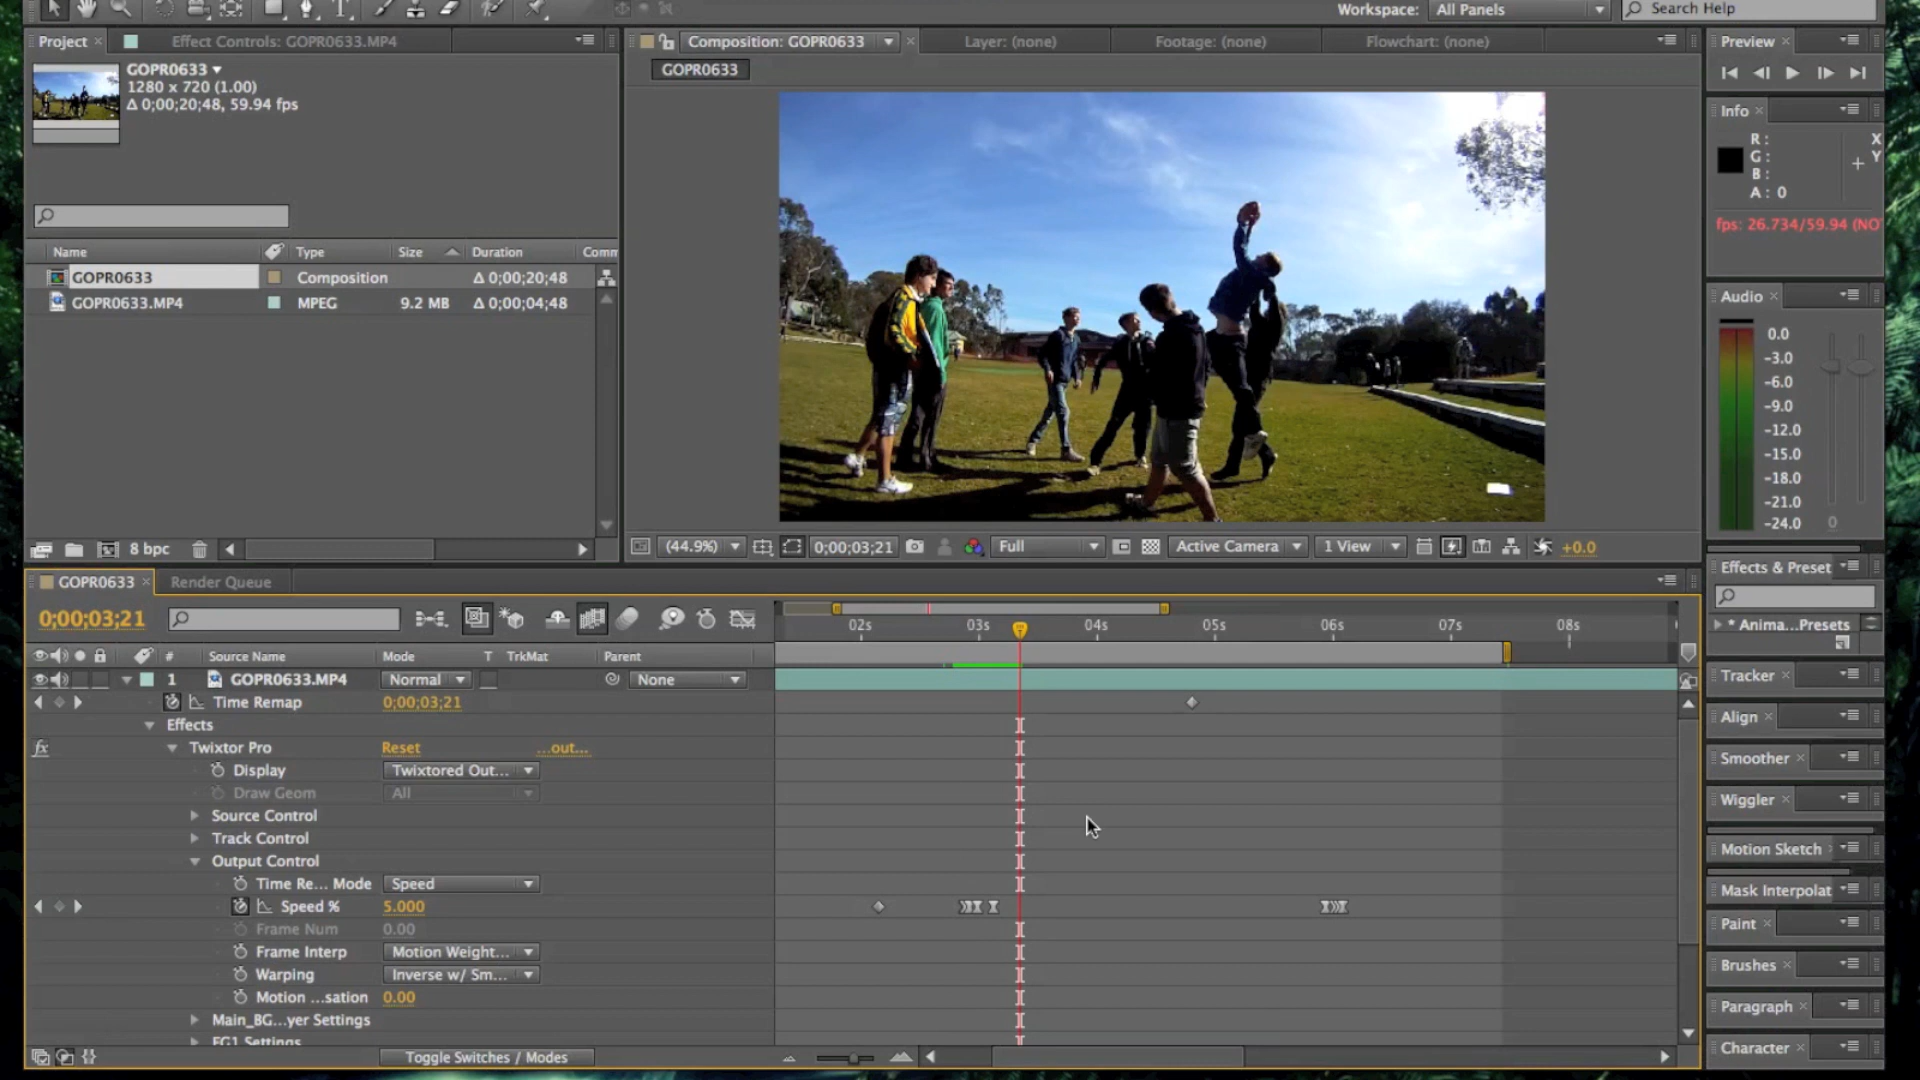 Workspace: All Panels Search Help
Project Effect Controls: GOPR0633.MP4
Composition: GOPR0633 Layer: (none) Footage: (none) Flowchart: (none)
Preview
GOPR0633
1280 x 720 (1.00)
Δ 0;00;20;48, 59.94 fps
GOPR0633
Info
R:
G:
B:
A: 0
X
Y
fps: 26.734/59.94 (NO
Name Type Size Duration Comm
GOPR0633 Composition Δ 0;00;20;48
GOPR0633.MP4 MPEG 9.2 MB Δ 0;00;04;48
Audio
0.0
-3.0
-6.0
-9.0
-12.0
-15.0
-18.0
-21.0
-24.0 0
8 bpc
(44.9%) 0;00;03;21 Full Active Camera 1 View +0.0
Effects & Preset
* Anima...Presets
Tracker
Align
Smoother
Wiggler
Motion Sketch
Mask Interpolat
Paint
Brushes
Paragraph
Character
GOPR0633 Render Queue
0;00;03;21
02s 03s 04s 05s 06s 07s 08s
# Source Name Mode T TrkMat Parent
1 GOPR0633.MP4 Normal None
Time Remap 0;00;03;21
Effects
fx Twixtor Pro Reset ...out...
Display Twixtored Out...
Draw Geom All
Source Control
Track Control
Output Control
Time Re... Mode Speed
Speed % 5.000
Frame Num 0.00
Frame Interp Motion Weight...
Warping Inverse w/ Sm...
Motion ...sation 0.00
Main_BG...yer Settings
FG1 Settings
Toggle Switches / Modes